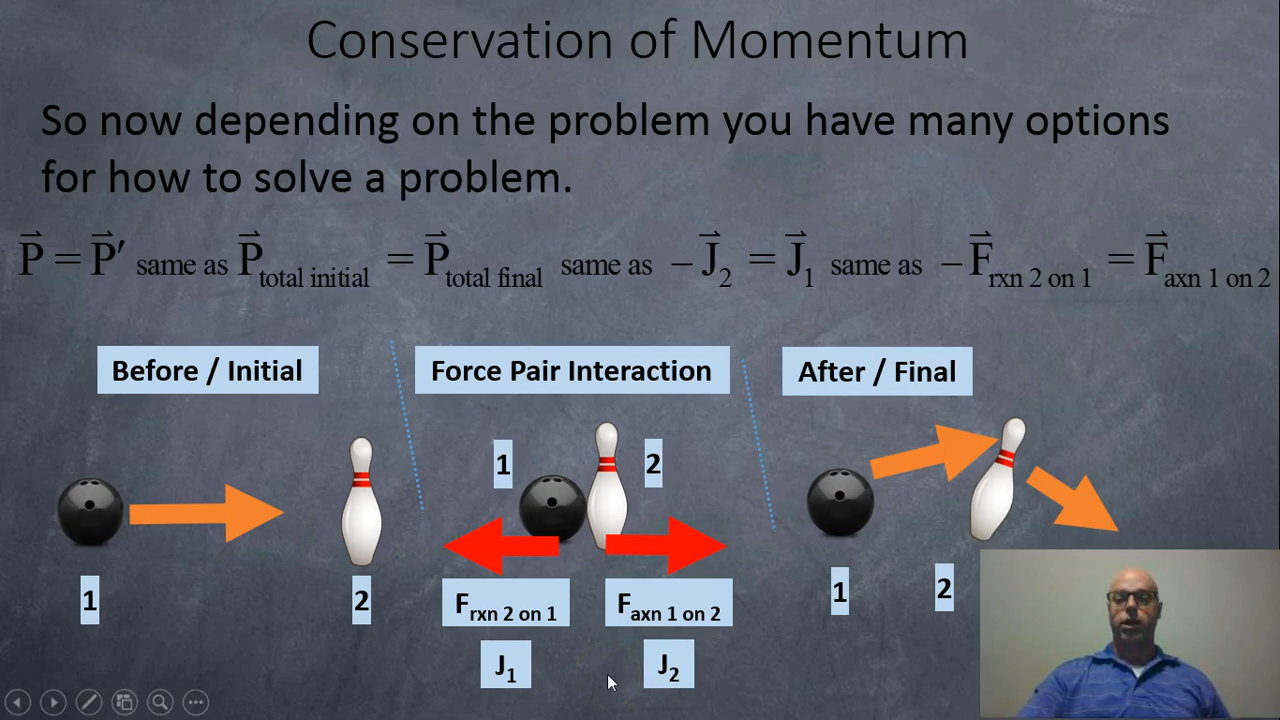 Conservation of Momentum
So now depending on the problem you have many options
for how to solve a problem.
P⃗ = P⃗′ same as P⃗ total initial = P⃗ total final same as − J⃗2 = J⃗1 same as − F⃗ rxn 2 on 1 = F⃗ axn 1 on 2
Before / Initial
Force Pair Interaction
After / Final
1
2
1
2
F rxn 2 on 1
F axn 1 on 2
J1
J2
1
2